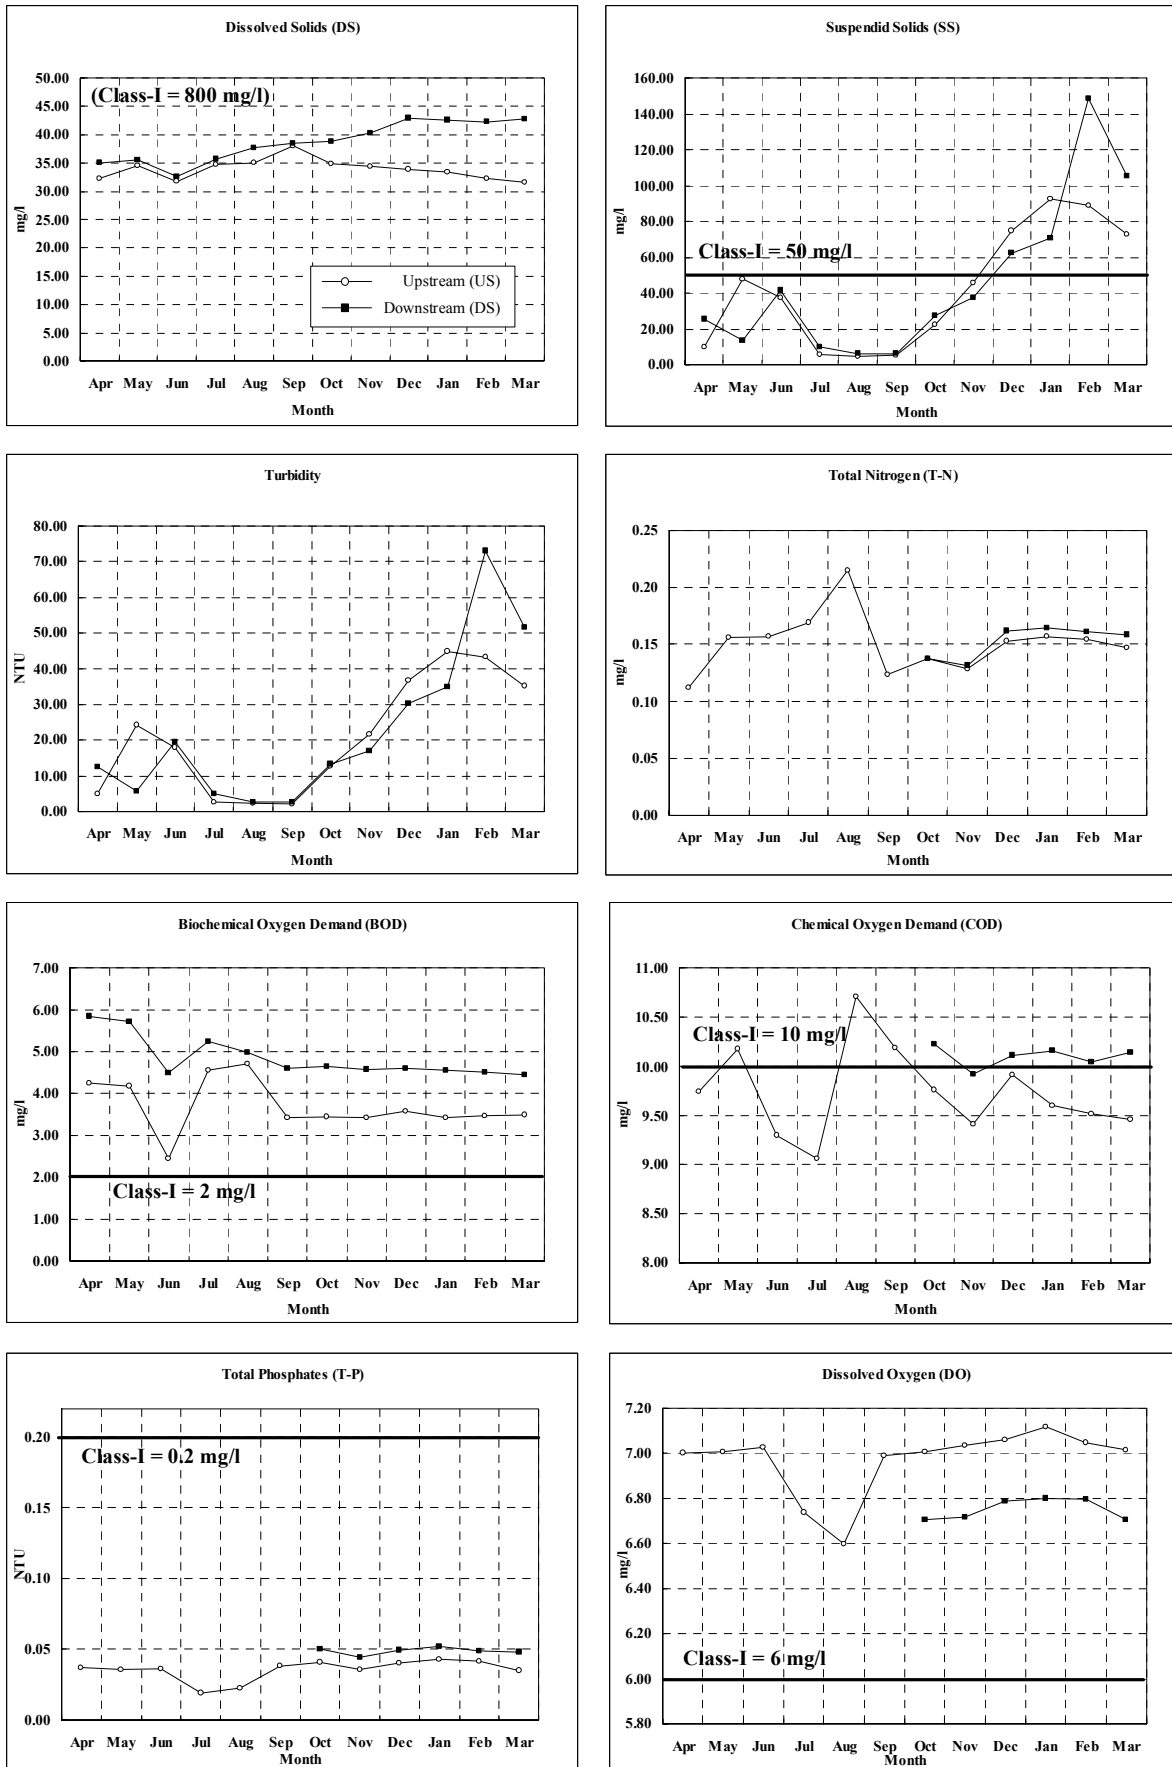 Dissolved Solids (DS)
50.00
45.00
40.00
35.00
30.00
25.00
20.00
15.00
10.00
5.00
0.00
mg/l
(Class-I = 800 mg/l)
Upstream (US)
Downstream (DS)
Apr May Jun Jul Aug Sep Oct Nov Dec Jan Feb Mar
Month
Suspendid Solids (SS)
160.00
140.00
120.00
100.00
80.00
60.00
40.00
20.00
0.00
mg/l
Class-I = 50 mg/l
Apr May Jun Jul Aug Sep Oct Nov Dec Jan Feb Mar
Month
Turbidity
80.00
70.00
60.00
50.00
40.00
30.00
20.00
10.00
0.00
NTU
Apr May Jun Jul Aug Sep Oct Nov Dec Jan Feb Mar
Month
Total Nitrogen (T-N)
0.25
0.20
0.15
0.10
0.05
0.00
mg/l
Apr May Jun Jul Aug Sep Oct Nov Dec Jan Feb Mar
Month
Biochemical Oxygen Demand (BOD)
7.00
6.00
5.00
4.00
3.00
2.00
1.00
0.00
mg/l
Class-I = 2 mg/l
Apr May Jun Jul Aug Sep Oct Nov Dec Jan Feb Mar
Month
Chemical Oxygen Demand (COD)
11.00
10.50
10.00
9.50
9.00
8.50
8.00
mg/l
Class-I = 10 mg/l
Apr May Jun Jul Aug Sep Oct Nov Dec Jan Feb Mar
Month
Total Phosphates (T-P)
0.20
0.15
0.10
0.05
0.00
NTU
Class-I = 0.2 mg/l
Apr May Jun Jul Aug Sep Oct Nov Dec Jan Feb Mar
Month
Dissolved Oxygen (DO)
7.20
7.00
6.80
6.60
6.40
6.20
6.00
5.80
mg/l
Class-I = 6 mg/l
Apr May Jun Jul Aug Sep Oct Nov Dec Jan Feb Mar
Month